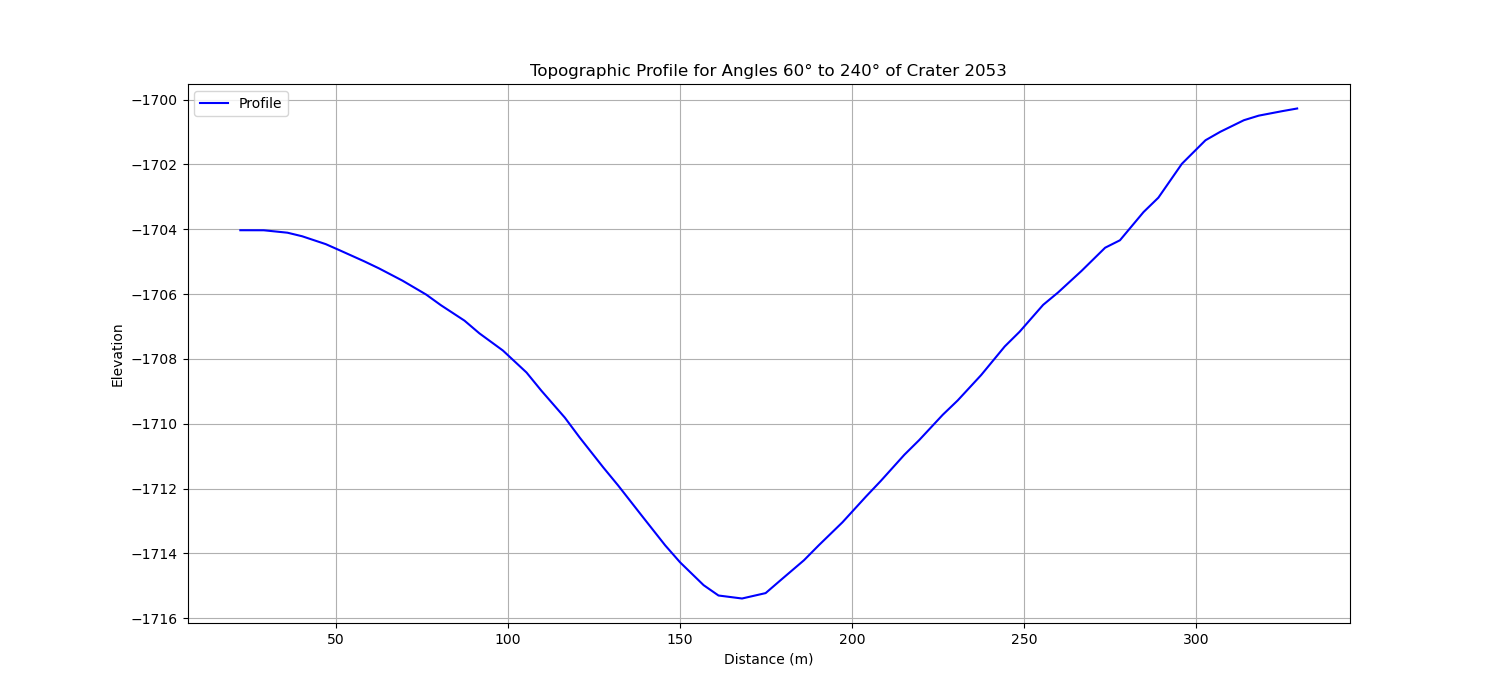 Topographic Profile for Angles 60° to 240° of Crater 2053
Profile
−1700
−1702
−1704
−1706
−1708
−1710
−1712
−1714
−1716
Elevation
50 100 150 200 250 300
Distance (m)